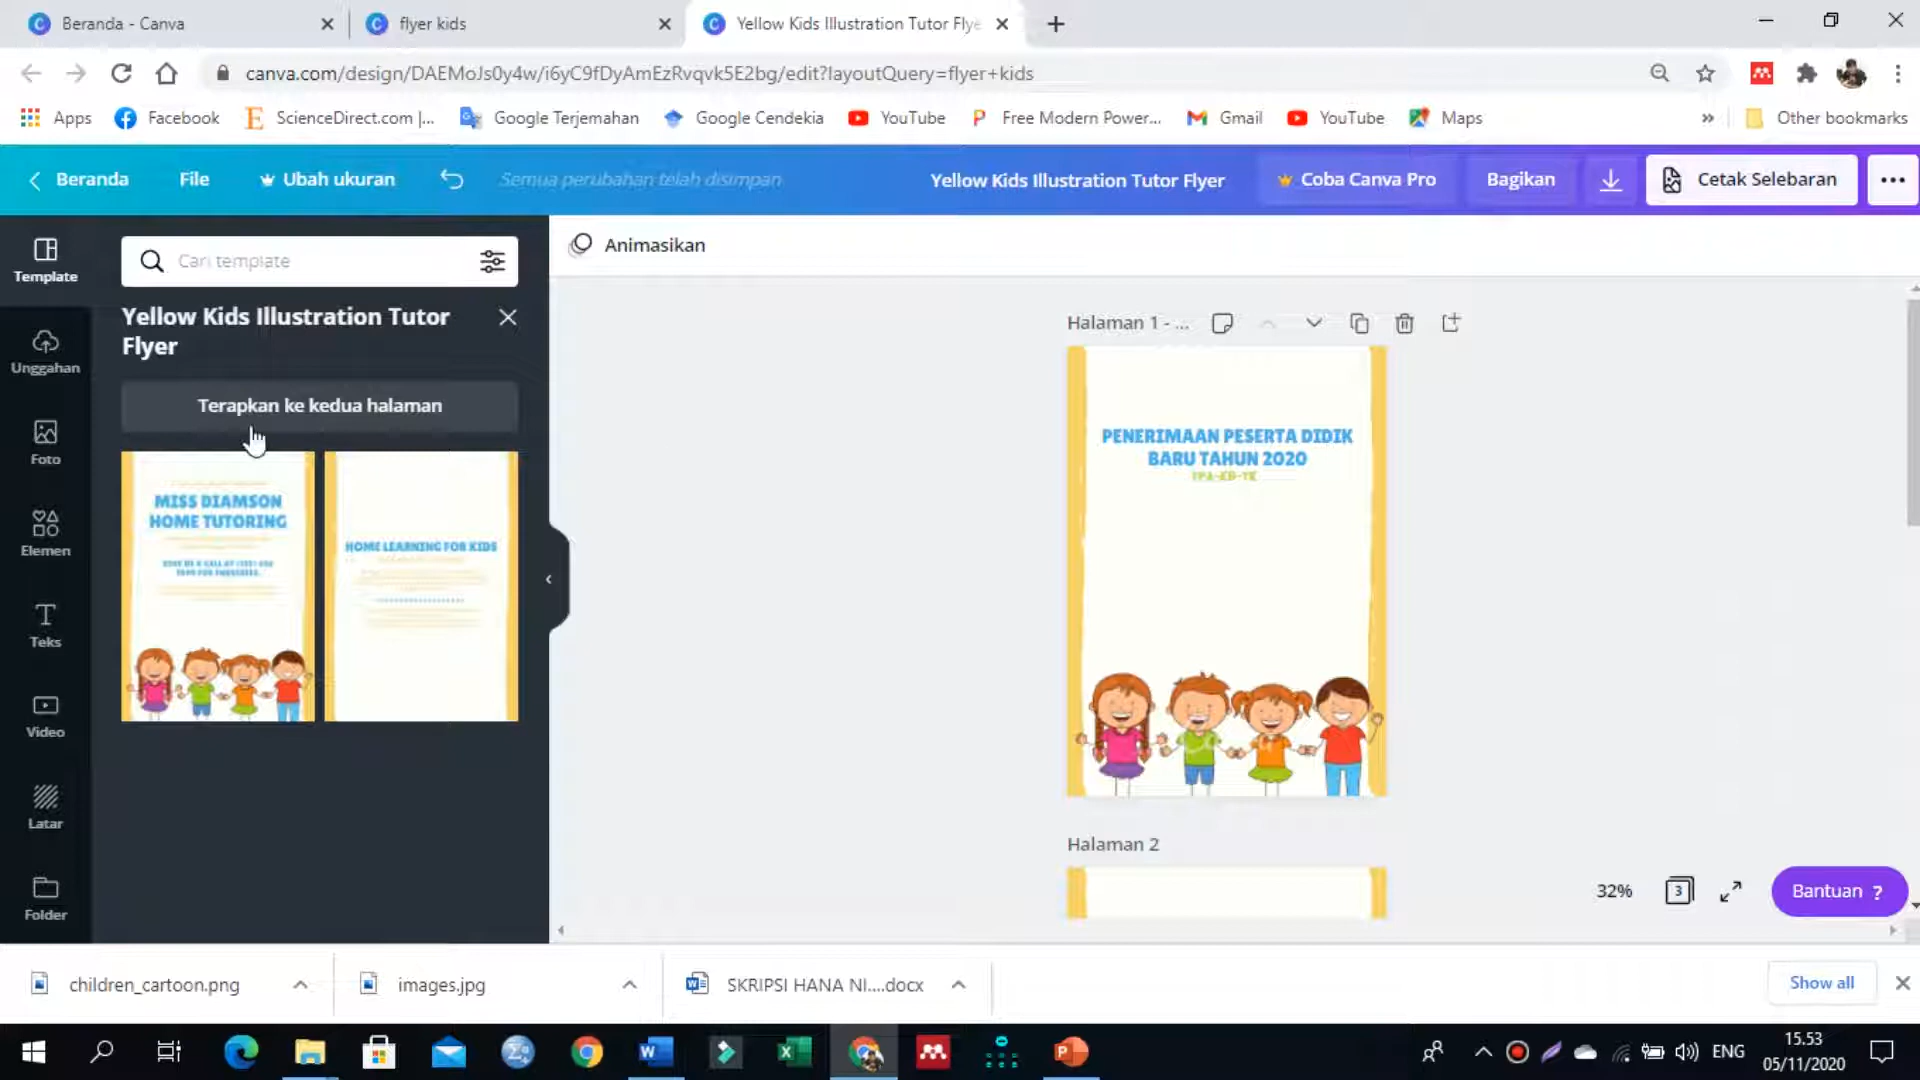 Beranda - Canva
flyer kids
Yellow Kids Illustration Tutor Flye
canva.com/design/DAEMoJs0y4w/i6yC9fDyAmEzRvqvk5E2bg/edit?layoutQuery=flyer+kids
Apps
Facebook
ScienceDirect.com |...
Google Terjemahan
Google Cendekia
YouTube
Free Modern Power...
Gmail
YouTube
Maps
»
Other bookmarks
Beranda
File
Ubah ukuran
Semua perubahan telah disimpan
Yellow Kids Illustration Tutor Flyer
Coba Canva Pro
Bagikan
Cetak Selebaran
Template
Unggahan
Foto
Elemen
Teks
Video
Latar
Folder
Cari template
Yellow Kids Illustration Tutor
Flyer
Terapkan ke kedua halaman
MISS DIAMSON
HOME TUTORING
HOME LEARNING FOR KIDS
Animasikan
Halaman 1 - ...
PENERIMAAN PESERTA DIDIK
BARU TAHUN 2020
TPA-KB-TK
Halaman 2
32%
3
Bantuan ?
children_cartoon.png
images.jpg
SKRIPSI HANA NI....docx
Show all
ENG
15.53
05/11/2020